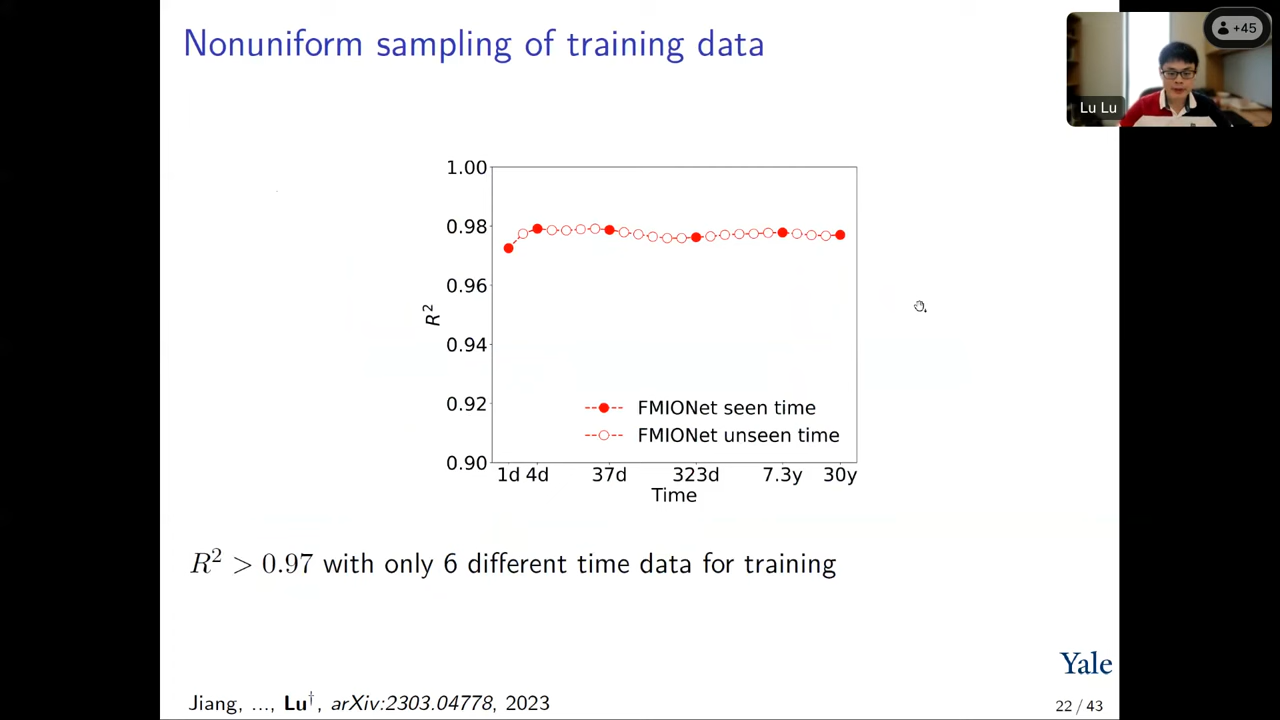 Nonuniform sampling of training data
+45
Lu Lu
1.00
0.98
0.96
0.94
0.92
0.90
R²
FMIONet seen time
FMIONet unseen time
1d 4d 37d 323d 7.3y 30y
Time
R² > 0.97 with only 6 different time data for training
Yale
Jiang, ..., Lu†, arXiv:2303.04778, 2023
22 / 43